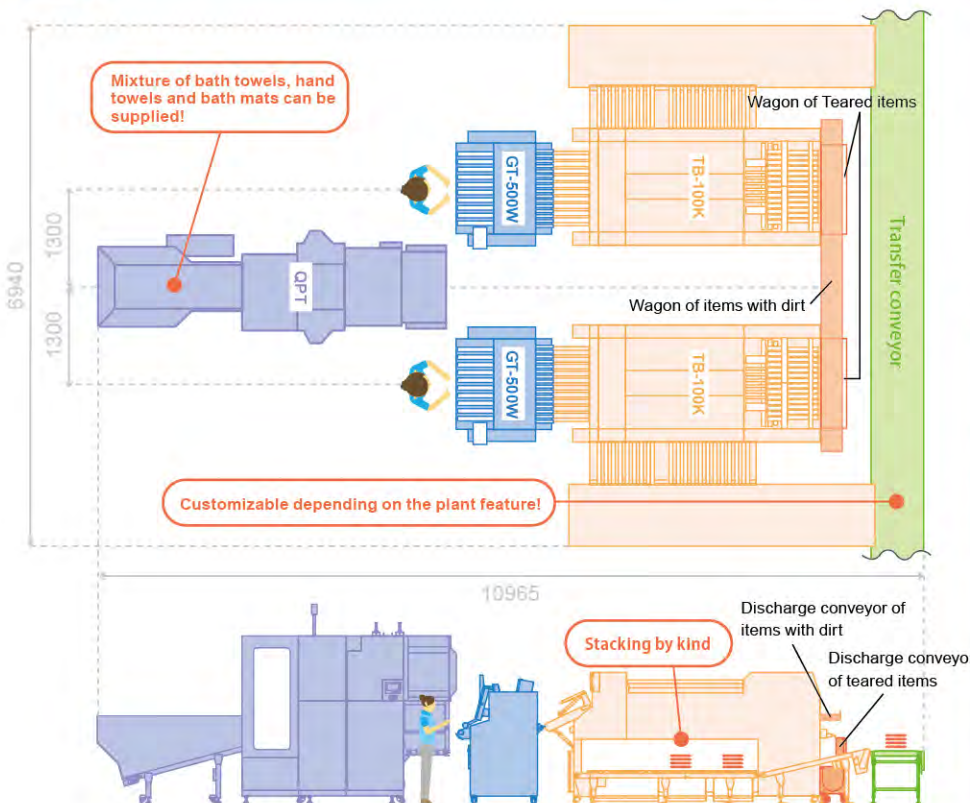 Mixture of bath towels, hand
towels and bath mats can be
supplied!
Wagon of Teared items
GT-500W
TB-100K
1300
6940
QPT
1300
Wagon of items with dirt
Transfer conveyor
GT-500W
TB-100K
Customizable depending on the plant feature!
10965
Stacking by kind
Discharge conveyor of
items with dirt
Discharge conveyo
of teared items